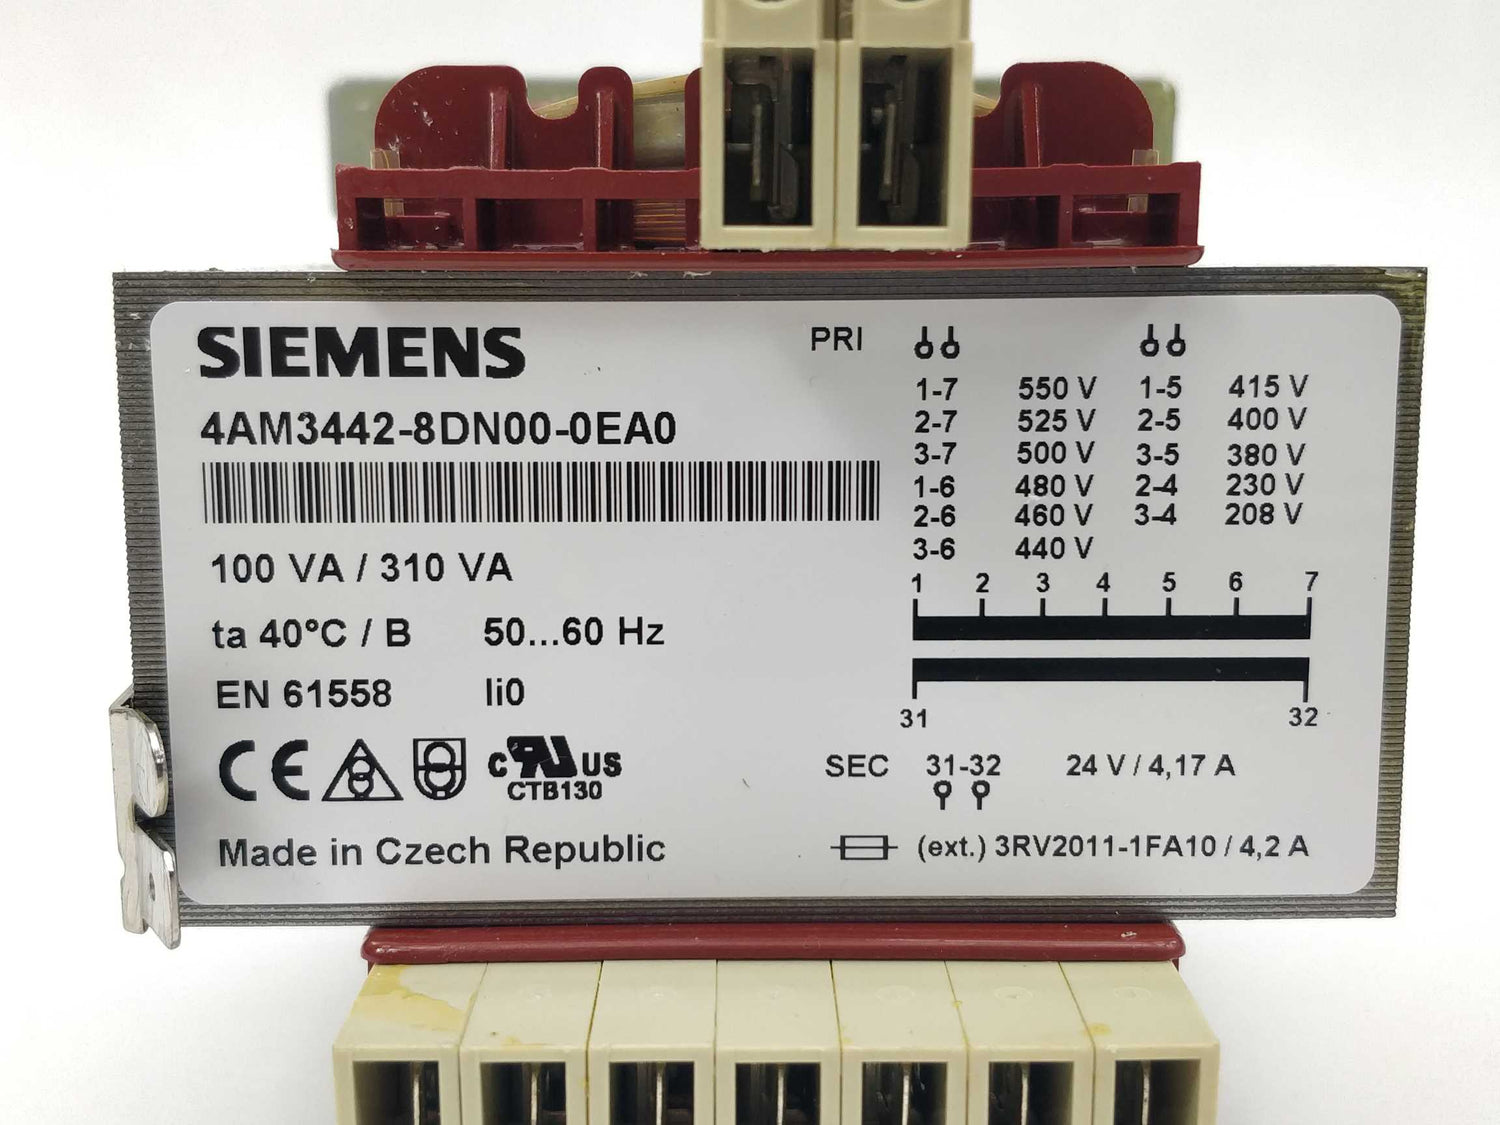 SIEMENS
4AM3442-8DN00-0EA0
100 VA / 310 VA
ta 40°C / B 50...60 Hz
EN 61558 Ii0
CE c RU US
CTB130
Made in Czech Republic
PRI
1-7 550 V 1-5 415 V
2-7 525 V 2-5 400 V
3-7 500 V 3-5 380 V
1-6 480 V 2-4 230 V
2-6 460 V 3-4 208 V
3-6 440 V
1 2 3 4 5 6 7
31 32
SEC 31-32 24 V / 4,17 A
(ext.) 3RV2011-1FA10 / 4,2 A